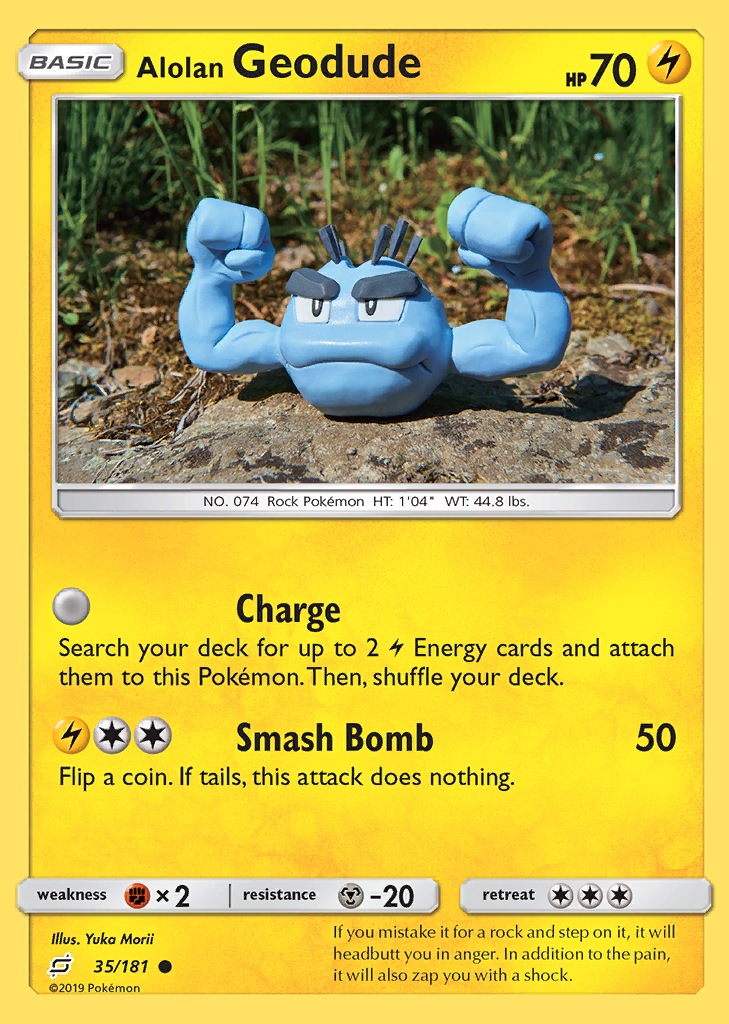 BASIC
Alolan Geodude
HP 70
NO. 074 Rock Pokémon HT: 1'04" WT: 44.8 lbs.
Charge
Search your deck for up to 2 Energy cards and attach
them to this Pokémon. Then, shuffle your deck.
Smash Bomb 50
Flip a coin. If tails, this attack does nothing.
weakness × 2 resistance -20 retreat
Illus. Yuka Morii
35/181
©2019 Pokémon
If you mistake it for a rock and step on it, it will
headbutt you in anger. In addition to the pain,
it will also zap you with a shock.